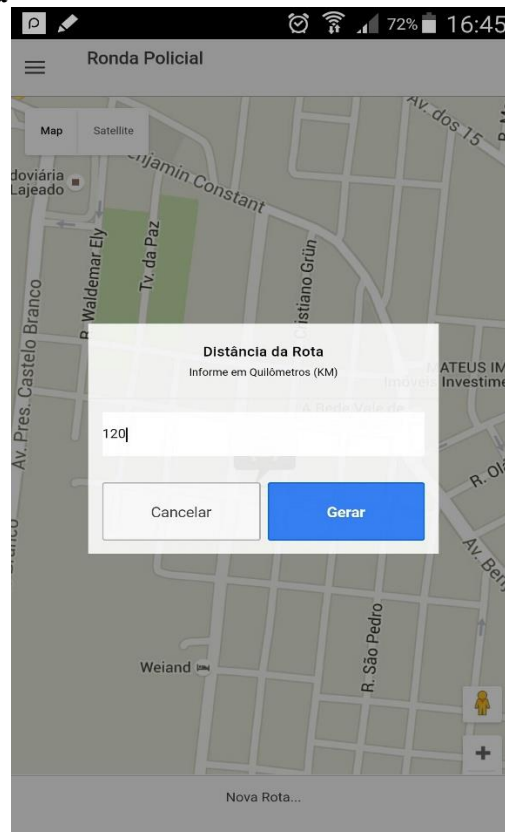 72% 16:45
Ronda Policial
Map Satellite
Av. dos 15
doviária
Lajeado
njamin Constant
R. Waldemar Ely
Tv. da Paz
istiano Grün
Av. Pres. Castelo Branco
Distância da Rota
Informe em Quilômetros (KM)
MATEUS IM
Imóveis Investime
120
R. Olá
Cancelar
Gerar
Av. Ben
R. São Pedro
Weiand
Nova Rota...